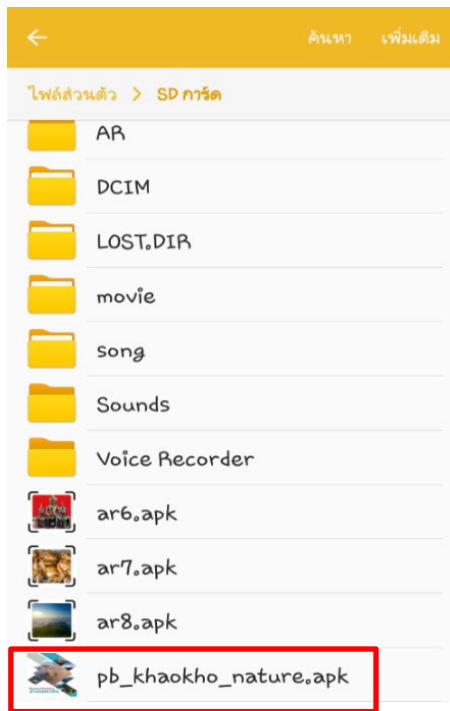 ค้นหา เพิ่มเติม
ไฟล์ส่วนตัว > SD การ์ด
AR
DCIM
LOST.DIR
movie
song
Sounds
Voice Recorder
ar6.apk
ar7.apk
ar8.apk
pb_khaokho_nature.apk